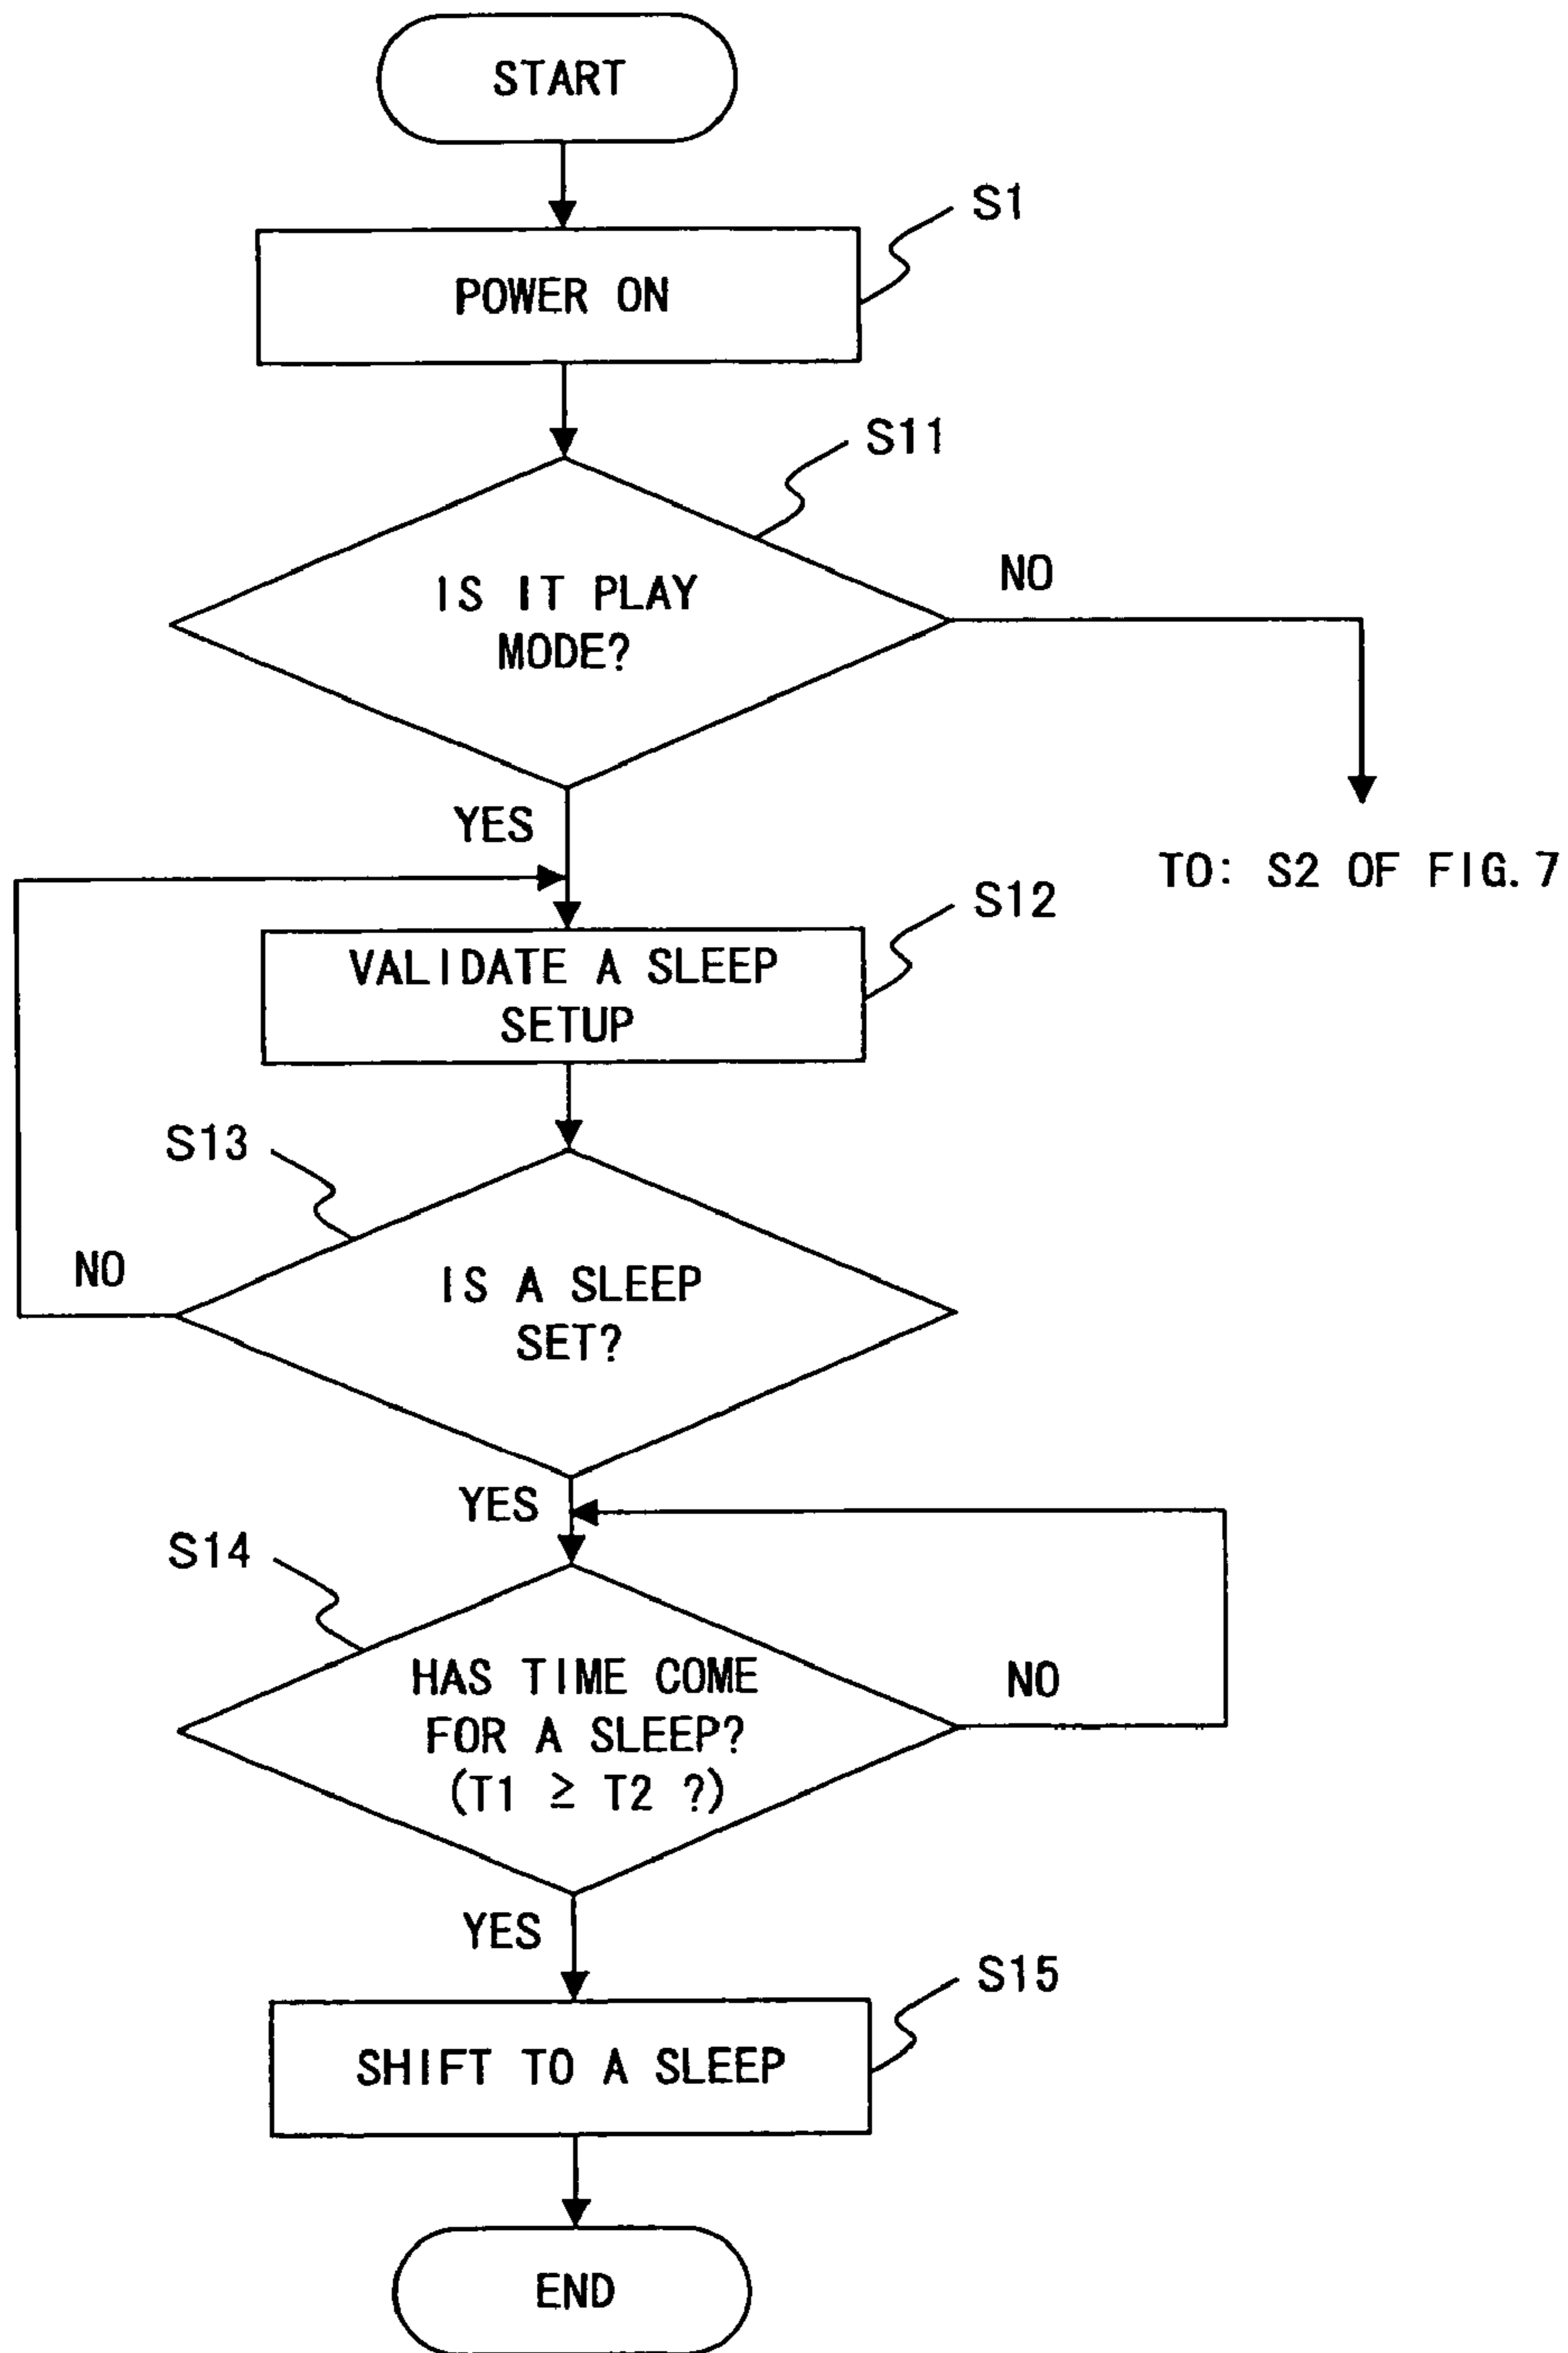 START
S1
POWER ON
S11
IS IT PLAY
MODE?
NO
YES
TO: S2 OF FIG. 7
S12
VALIDATE A SLEEP
SETUP
S13
NO
IS A SLEEP
SET?
YES
S14
HAS TIME COME
FOR A SLEEP?
(T1 ≥ T2 ?)
NO
YES
S15
SHIFT TO A SLEEP
END